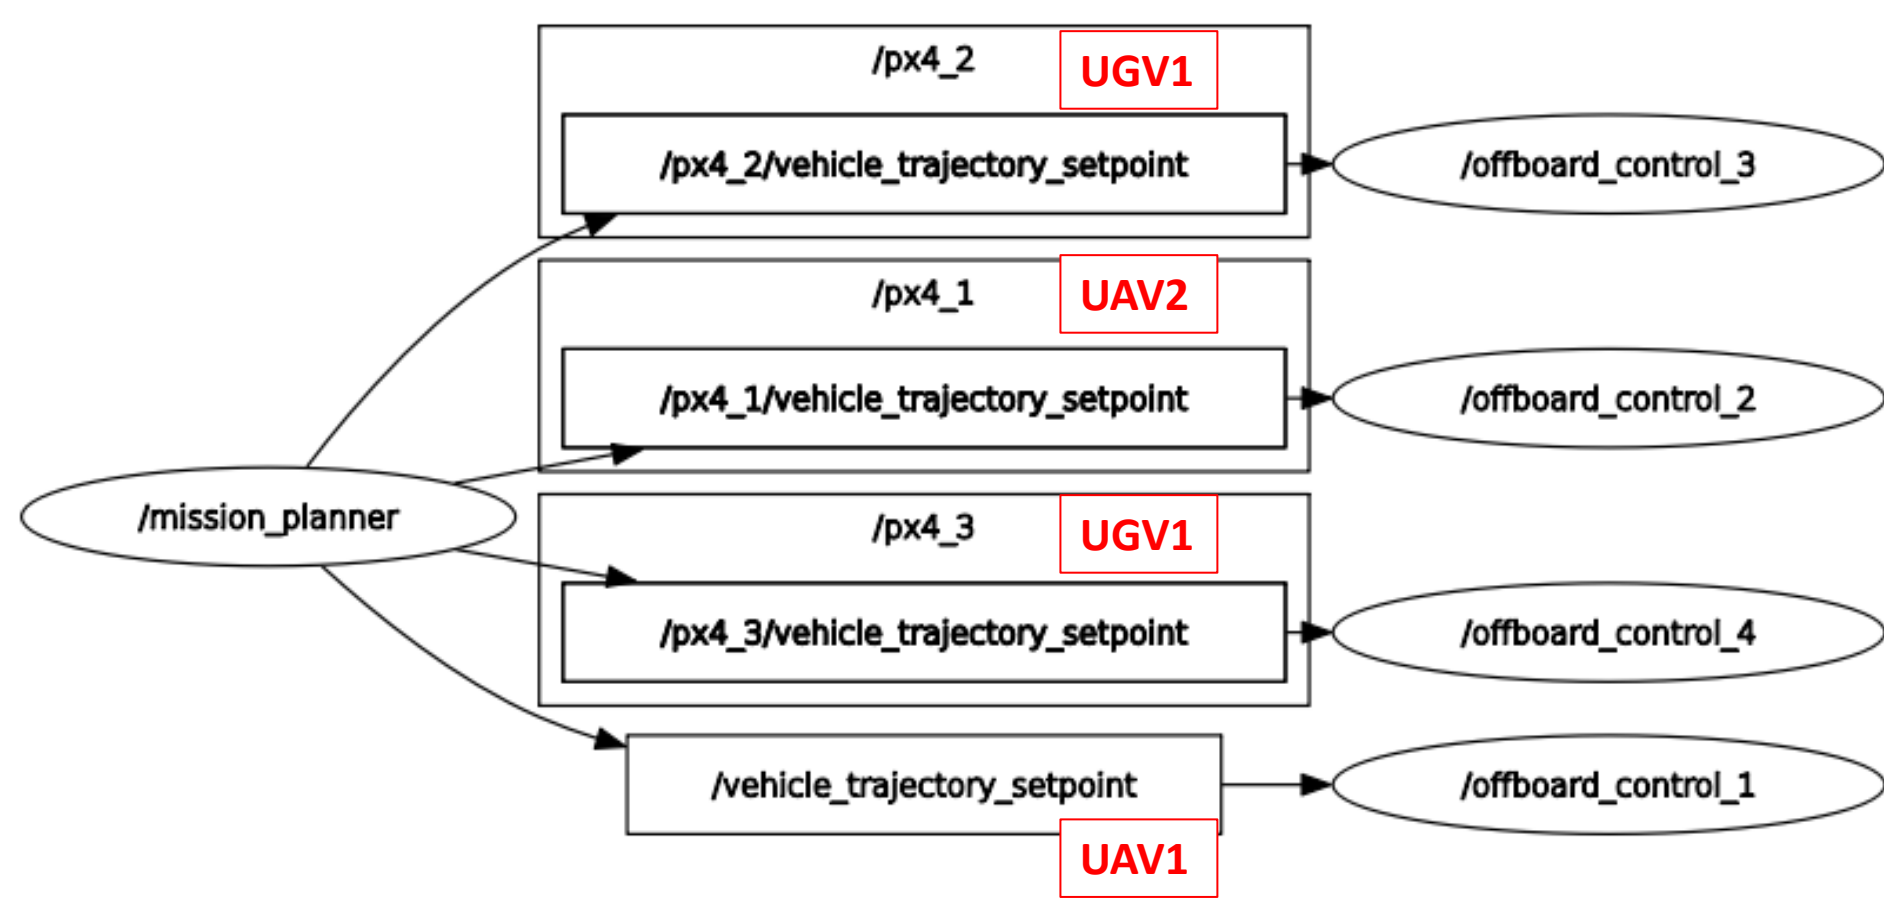 /px4_2
UGV1
/px4_2/vehicle_trajectory_setpoint
/offboard_control_3
/px4_1
UAV2
/px4_1/vehicle_trajectory_setpoint
/offboard_control_2
/mission_planner
/px4_3
UGV1
/px4_3/vehicle_trajectory_setpoint
/offboard_control_4
/vehicle_trajectory_setpoint
/offboard_control_1
UAV1